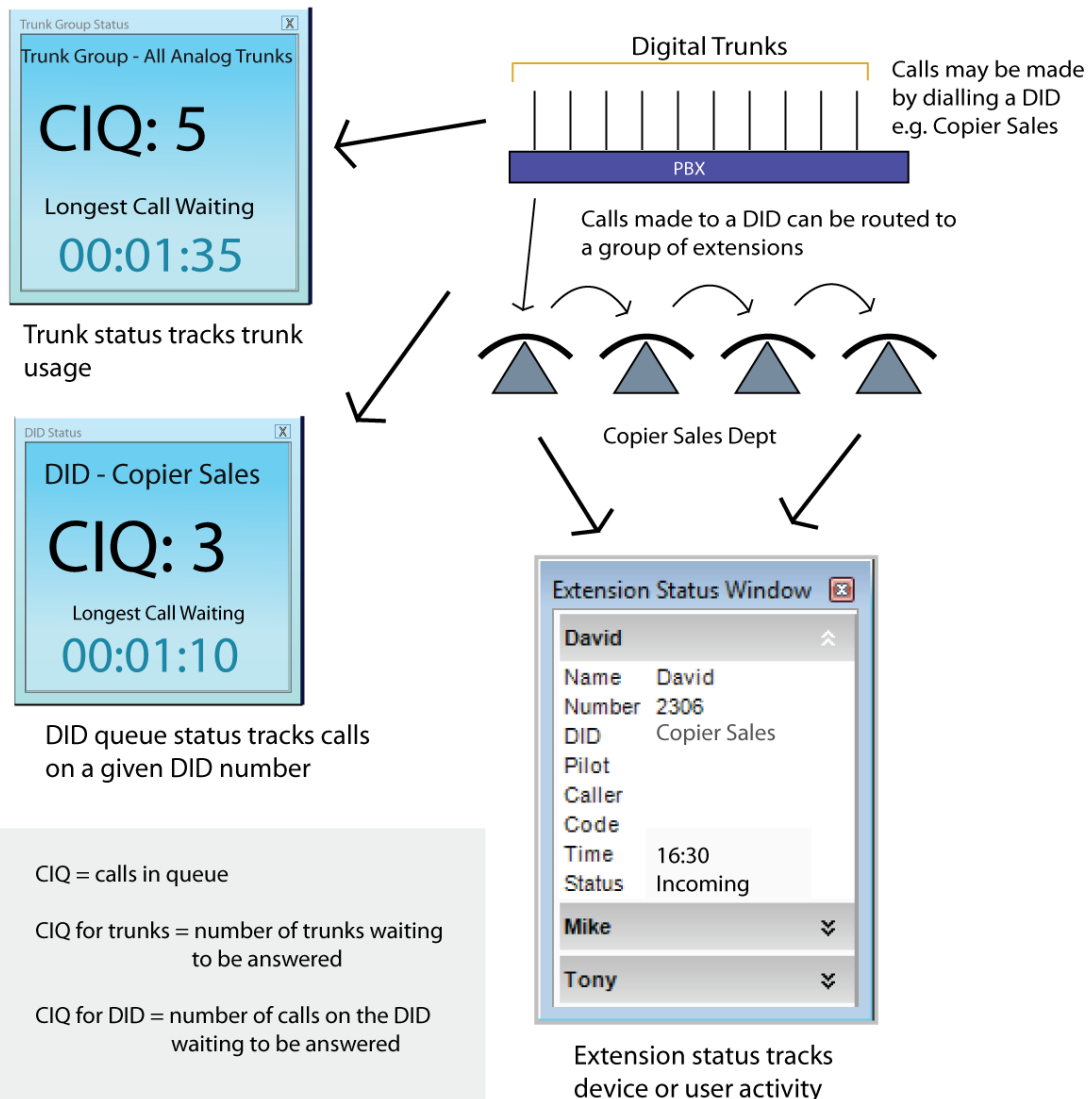 Trunk Group Status X
Trunk Group - All Analog Trunks
CIQ: 5
Longest Call Waiting
00:01:35
Trunk status tracks trunk
usage
Digital Trunks
Calls may be made
by dialling a DID
e.g. Copier Sales
PBX
Calls made to a DID can be routed to
a group of extensions
Copier Sales Dept
DID Status X
DID - Copier Sales
CIQ: 3
Longest Call Waiting
00:01:10
DID queue status tracks calls
on a given DID number
CIQ = calls in queue
CIQ for trunks = number of trunks waiting
to be answered
CIQ for DID = number of calls on the DID
waiting to be answered
Extension Status Window x
David
Name David
Number 2306
DID Copier Sales
Pilot
Caller
Code
Time 16:30
Status Incoming
Mike
Tony
Extension status tracks
device or user activity